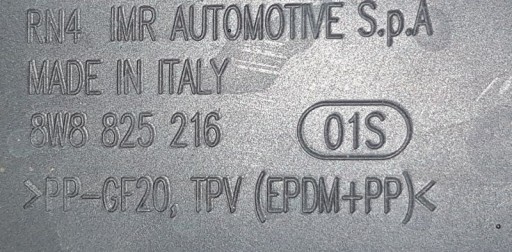 RN4 IMR AUTOMOTIVE S.p.A
MADE IN ITALY
8W8 825 216 01S
>PP-GF20, TPV (EPDM+PP)<